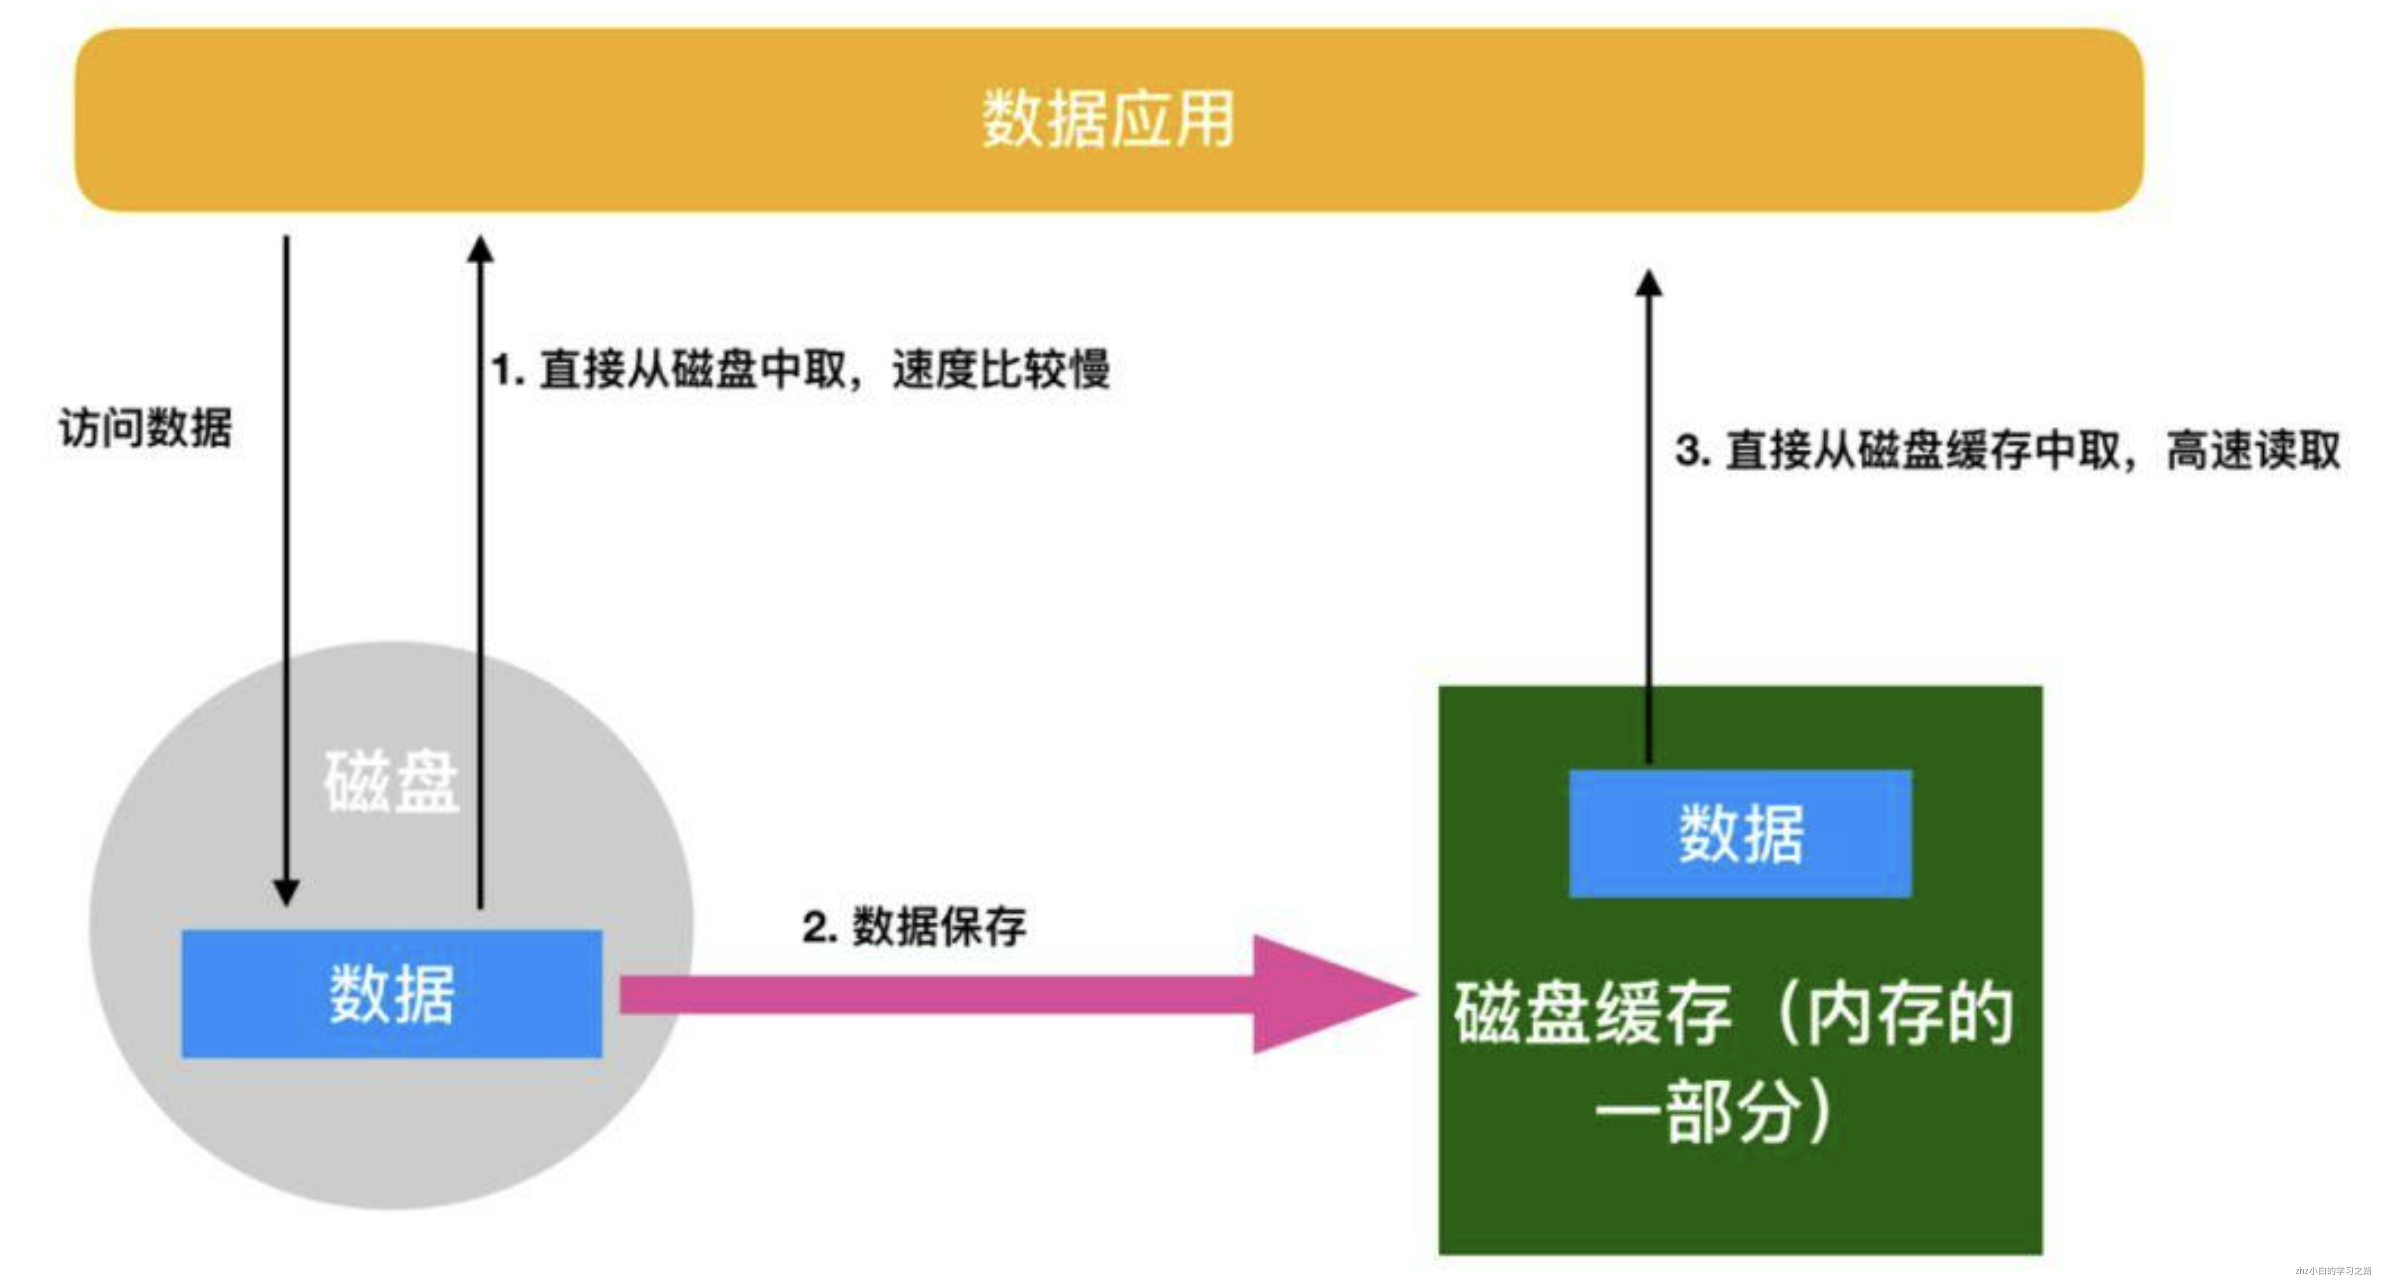 数据应用
1. 直接从磁盘中取，速度比较慢
访问数据
3. 直接从磁盘缓存中取，高速读取
磁盘
数据
2. 数据保存
数据
磁盘缓存（内存的
一部分）
zhz小白的学习之路